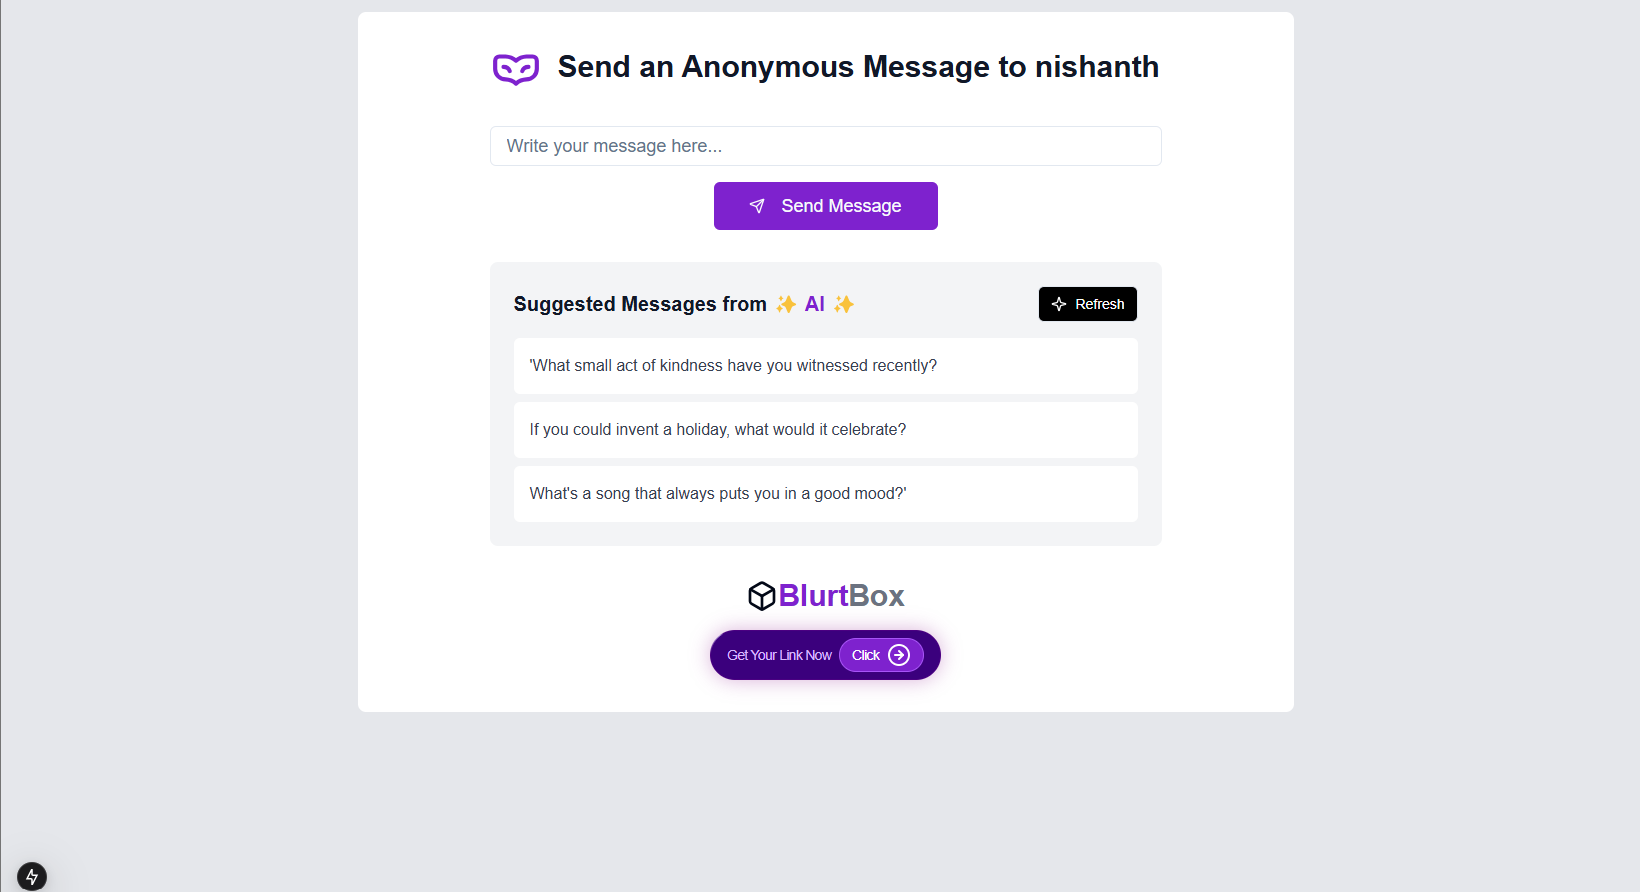 Send an Anonymous Message to nishanth
Write your message here...
Send Message
Suggested Messages from ✨ AI ✨
Refresh
'What small act of kindness have you witnessed recently?
If you could invent a holiday, what would it celebrate?
What's a song that always puts you in a good mood?'
BlurtBox
Get Your Link Now Click